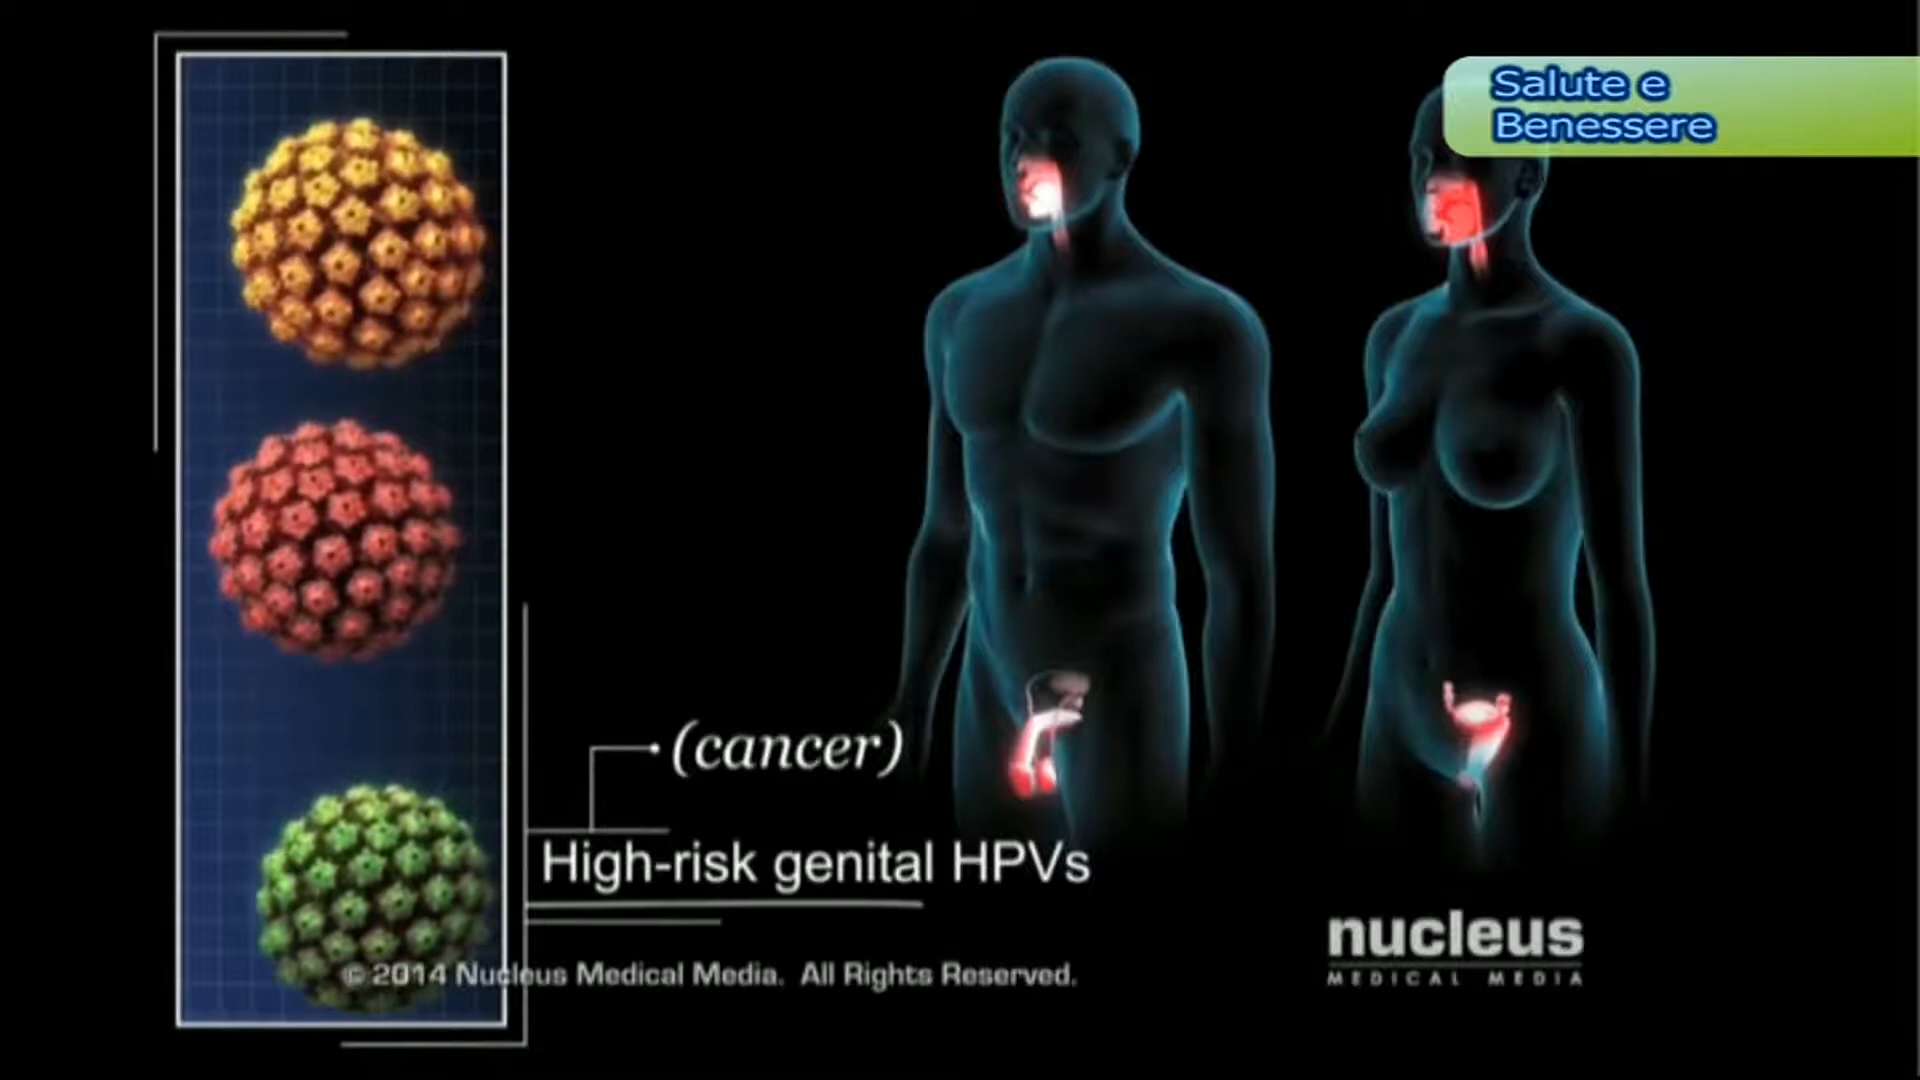 Salute e
Benessere
(cancer)
High-risk genital HPVs
© 2014 Nucleus Medical Media. All Rights Reserved.
nucleus
MEDICAL MEDIA